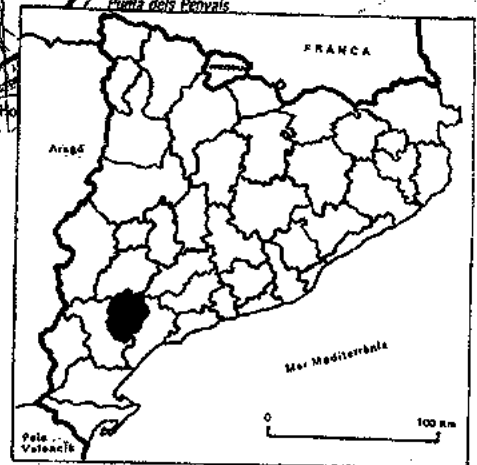 Punta dels Penyals
FRANÇA
Aragó
Mar Mediterrània
0
100 Km
País
Valencià